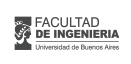 FACULTAD
DE INGENIERIA
Universidad de Buenos Aires